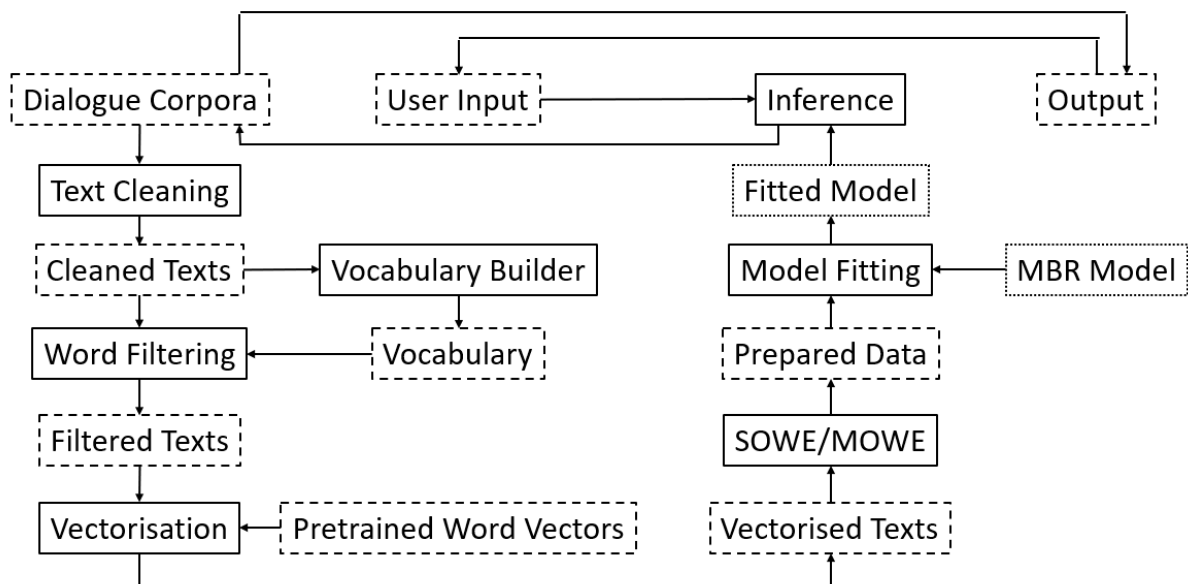 Dialogue Corpora
User Input
Inference
Output
Text Cleaning
Fitted Model
Cleaned Texts
Vocabulary Builder
Model Fitting
MBR Model
Word Filtering
Vocabulary
Prepared Data
Filtered Texts
SOWE/MOWE
Vectorisation
Pretrained Word Vectors
Vectorised Texts